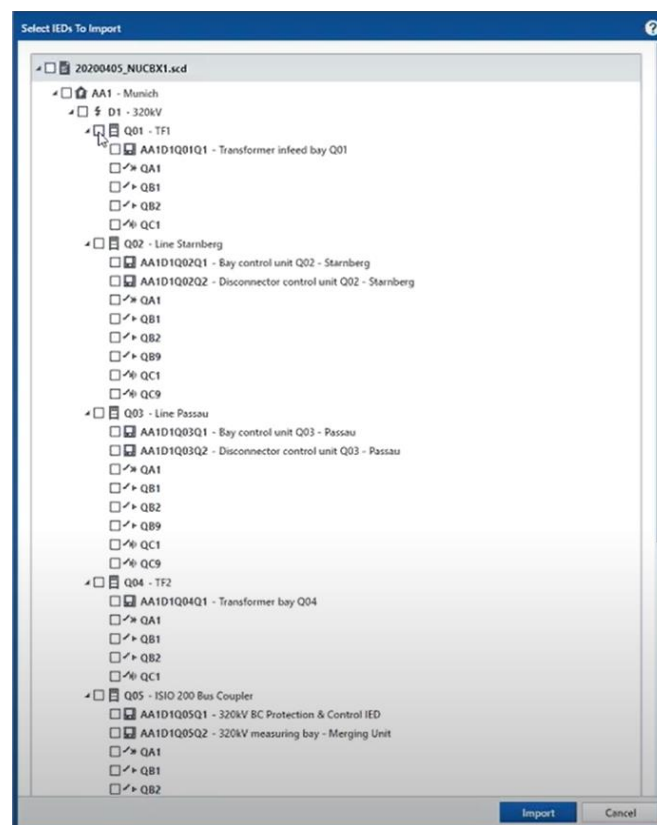 Select IEDs To Import
?
20200405_NUCBX1.scd
AA1 - Munich
D1 - 320kV
Q01 - TF1
AA1D1Q01Q1 - Transformer infeed bay Q01
QA1
QB1
QB2
QC1
Q02 - Line Starnberg
AA1D1Q02Q1 - Bay control unit Q02 - Starnberg
AA1D1Q02Q2 - Disconnector control unit Q02 - Starnberg
QA1
QB1
QB2
QB9
QC1
QC9
Q03 - Line Passau
AA1D1Q03Q1 - Bay control unit Q03 - Passau
AA1D1Q03Q2 - Disconnector control unit Q03 - Passau
QA1
QB1
QB2
QB9
QC1
QC9
Q04 - TF2
AA1D1Q04Q1 - Transformer bay Q04
QA1
QB1
QB2
QC1
Q05 - ISIO 200 Bus Coupler
AA1D1Q05Q1 - 320kV BC Protection & Control IED
AA1D1Q05Q2 - 320kV measuring bay - Merging Unit
QA1
QB1
QB2
Import Cancel